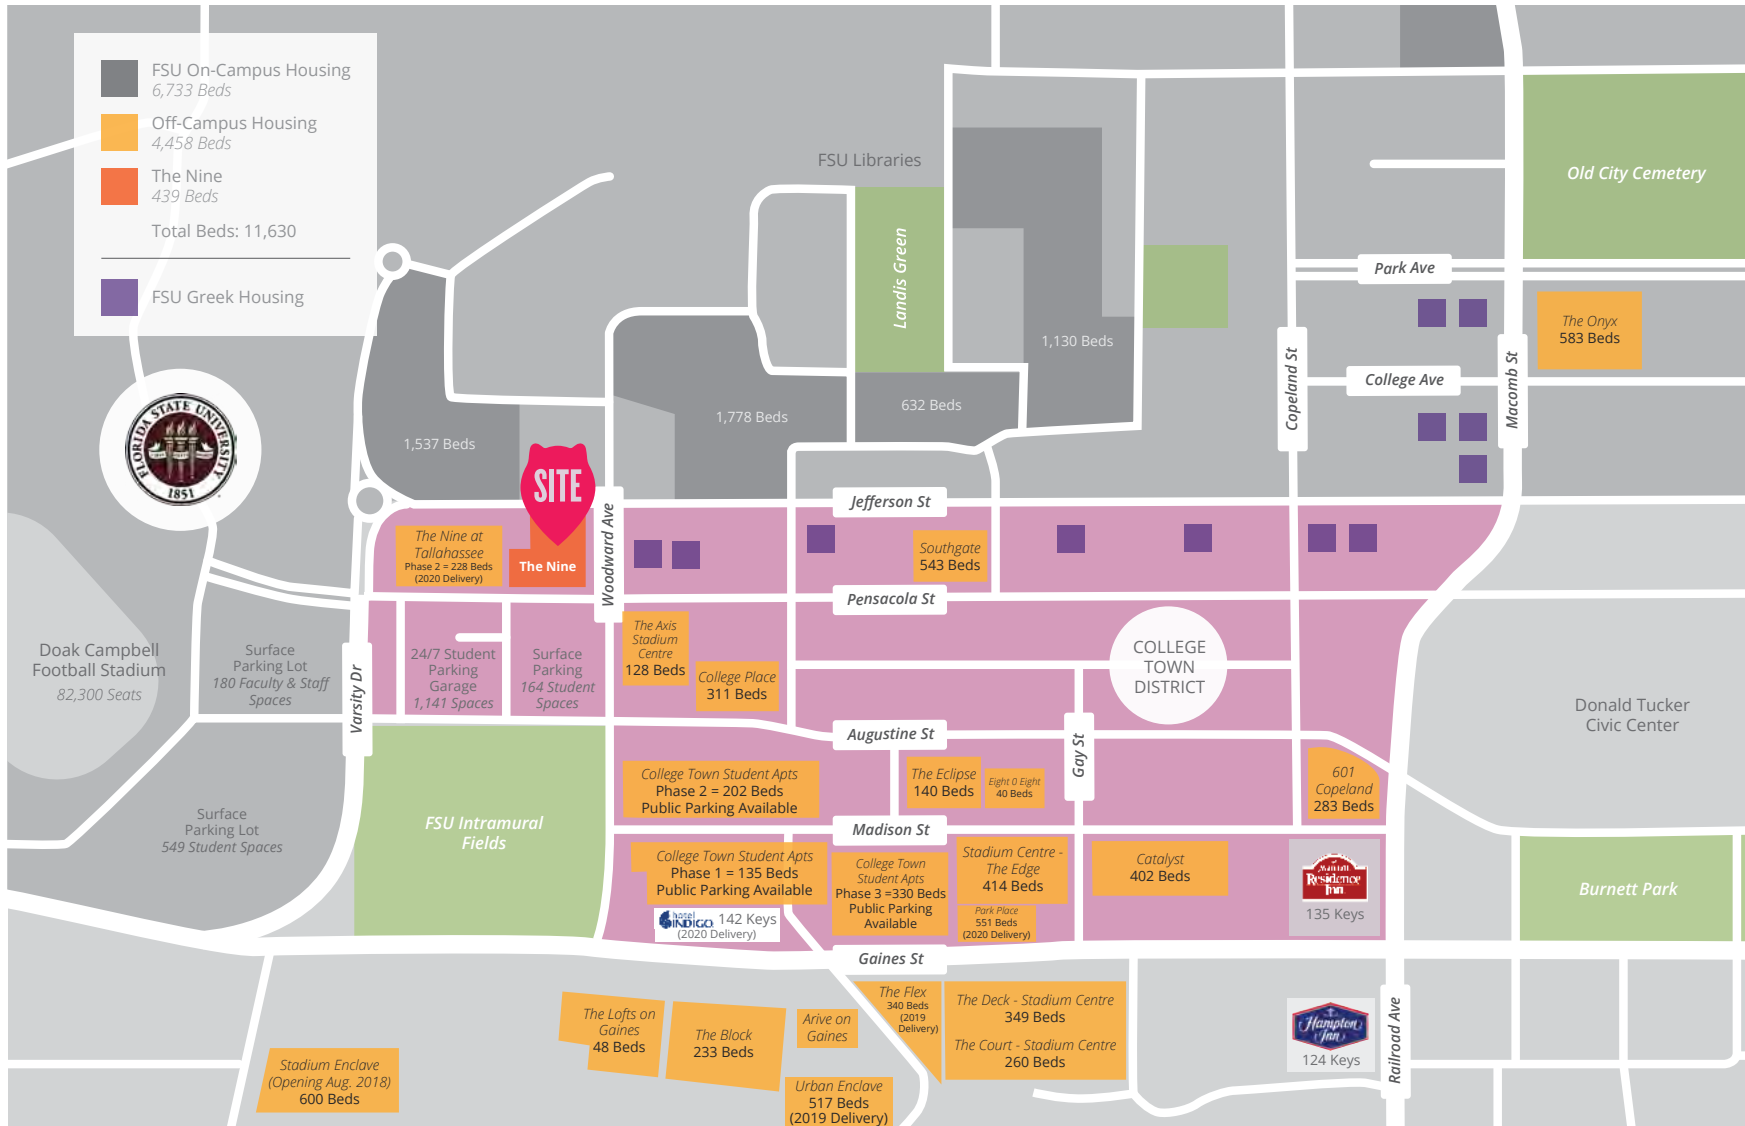 FSU On-Campus Housing
6,733 Beds
Off-Campus Housing
4,458 Beds
The Nine
439 Beds
Total Beds: 11,630
FSU Greek Housing
FLORIDA STATE UNIVERSITY
1851
FSU Libraries
Landis Green
Old City Cemetery
Park Ave
The Onyx
583 Beds
College Ave
Copeland St
Macomb St
1,130 Beds
632 Beds
1,778 Beds
1,537 Beds
SITE
Jefferson St
Woodward Ave
The Nine at
Tallahassee
Phase 2 = 228 Beds
(2020 Delivery)
The Nine
Southgate
543 Beds
Pensacola St
Doak Campbell
Football Stadium
82,300 Seats
Surface
Parking Lot
180 Faculty & Staff
Spaces
Varsity Dr
24/7 Student
Parking
Garage
1,141 Spaces
Surface
Parking
164 Student
Spaces
The Axis
Stadium
Centre
128 Beds
College Place
311 Beds
COLLEGE
TOWN
DISTRICT
Donald Tucker
Civic Center
Augustine St
Gay St
Surface
Parking Lot
549 Student Spaces
FSU Intramural
Fields
College Town Student Apts
Phase 2 = 202 Beds
Public Parking Available
The Eclipse
140 Beds
Eight 0 Eight
40 Beds
601
Copeland
283 Beds
Madison St
College Town Student Apts
Phase 1 = 135 Beds
Public Parking Available
College Town
Student Apts
Phase 3 =330 Beds
Public Parking
Available
Stadium Centre -
The Edge
414 Beds
Park Place
551 Beds
(2020 Delivery)
Catalyst
402 Beds
Marriott
Residence
Inn
135 Keys
Burnett Park
hotel
INDIGO
142 Keys
(2020 Delivery)
Gaines St
The Flex
340 Beds
(2019
Delivery)
The Deck - Stadium Centre
349 Beds
The Court - Stadium Centre
260 Beds
The Lofts on
Gaines
48 Beds
The Block
233 Beds
Arive on
Gaines
Urban Enclave
517 Beds
(2019 Delivery)
Stadium Enclave
(Opening Aug. 2018)
600 Beds
Hampton
Inn
124 Keys
Railroad Ave